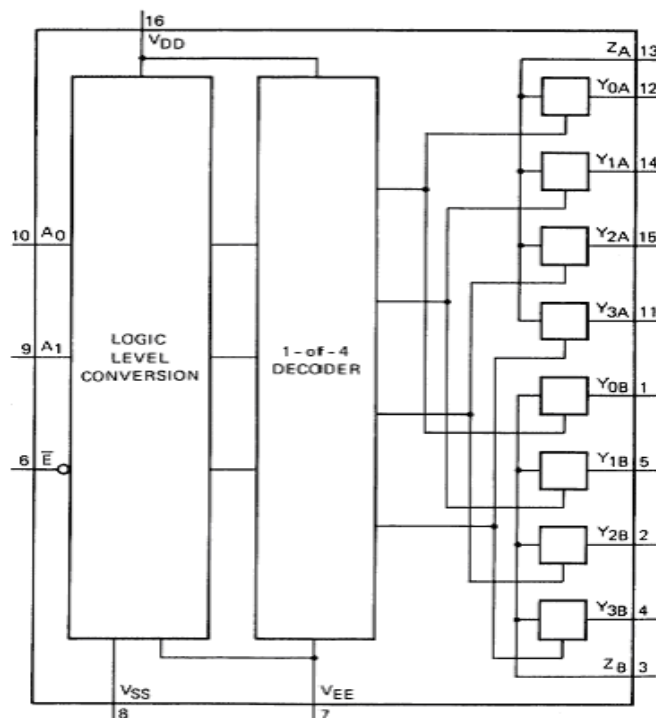 16
VDD
ZA 13
Y0A 12
Y1A 14
10 A0
Y2A 15
Y3A 11
LOGIC
LEVEL
CONVERSION
1-of-4
DECODER
9 A1
Y0B 1
6 E̅
Y1B 5
Y2B 2
Y3B 4
ZB 3
VSS
VEE
8
7